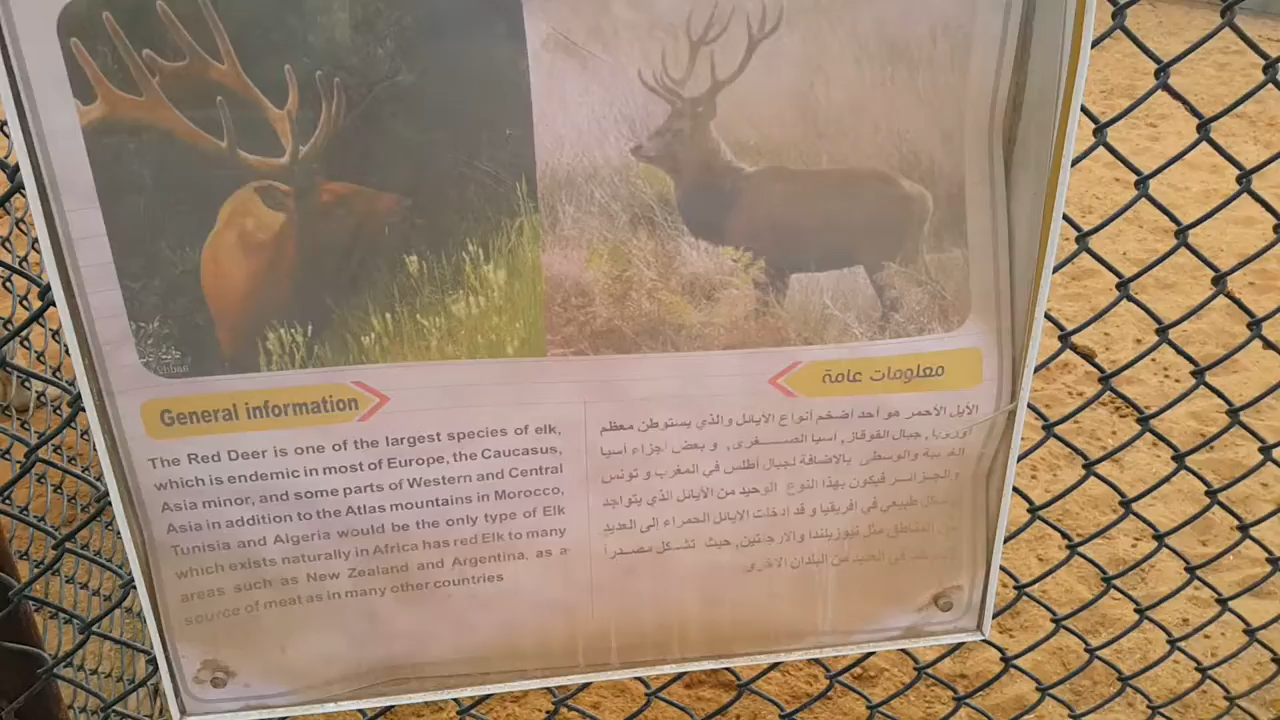 General information
The Red Deer is one of the largest species of elk,
which is endemic in most of Europe, the Caucasus,
Asia minor, and some parts of Western and Central
Asia in addition to the Atlas mountains in Morocco,
Tunisia and Algeria would be the only type of Elk
which exists naturally in Africa has red Elk to many
areas such as New Zealand and Argentina, as a
source of meat as in many other countries
معلومات عامة
الأيل الأحمر هو أحد أضخم أنواع الأيائل والذي يستوطن معظم
جبال القوقاز, آسيا الصــغرى, و بعض أجزاء آسيا
والوسطى بالاضافة لجبال أطلس في المغرب و تونس
فيكون بهذا النوع الوحيد من الأيائل الذي يتواجد
طبيعي في إفريقيا و قد ادخلت الأيائل الحمراء الى العديد
المناطق مثل نيوزيلندا والارجنتين, حيث تشكل مصدراً
في العديد من البلدان الاخرى